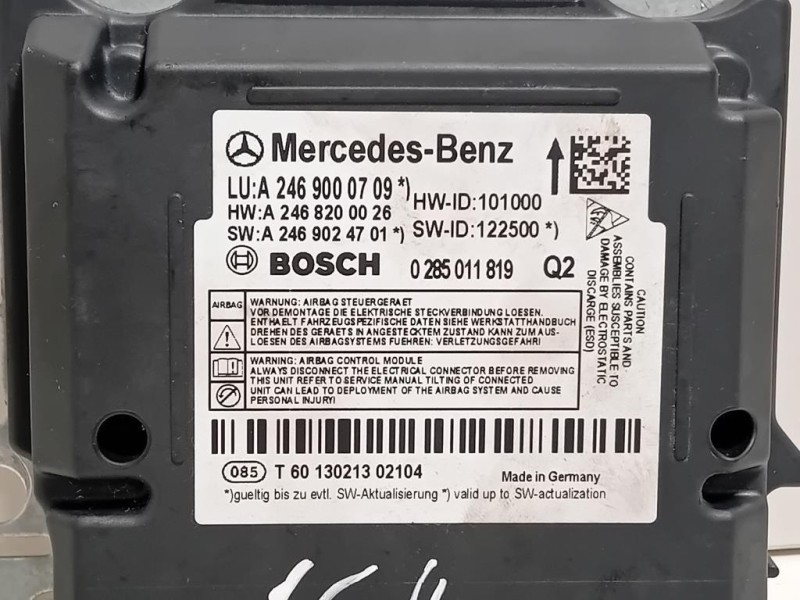 Mercedes-Benz
LU:A 246 900 07 09 *)
HW-ID:101000
HW:A 246 820 00 26
SW:A 246 902 47 01 *)
SW-ID:122500 *)
BOSCH 0 285 011 819 Q2
CAUTION
CONTAINS PARTS AND
ASSEMBLIES SUSCEPTIBLE TO
DAMAGE BY ELECTROSTATIC
DISCHARGE (ESD)
AIRBAG
WARNUNG: AIRBAG STEUERGERAET
VOR DEMONTAGE DIE ELEKTRISCHE STECKVERBINDUNG LOESEN.
ENTHAELT FAHRZEUGSPEZIFISCHE DATEN SIEHE WERKSTATTHANDBUCH
DREHEN DES GERAETS IN ANGESTECKTEM ZUSTAND KANN ZUM AUS-
LOESEN DES AIRBAGSYSTEMS FUEHREN: VERLETZUNGSGEFAHR!
WARNING: AIRBAG CONTROL MODULE
ALWAYS DISCONNECT THE ELECTRICAL CONNECTOR BEFORE REMOVING
THIS UNIT REFER TO SERVICE MANUAL TILTING OF CONNECTED
UNIT CAN LEAD TO DEPLOYMENT OF THE AIRBAG SYSTEM AND CAUSE
PERSONAL INJURY!
085 T 60 130213 02104
Made in Germany
*)gueltig bis zu evtl. SW-Aktualisierung *) valid up to SW-actualization